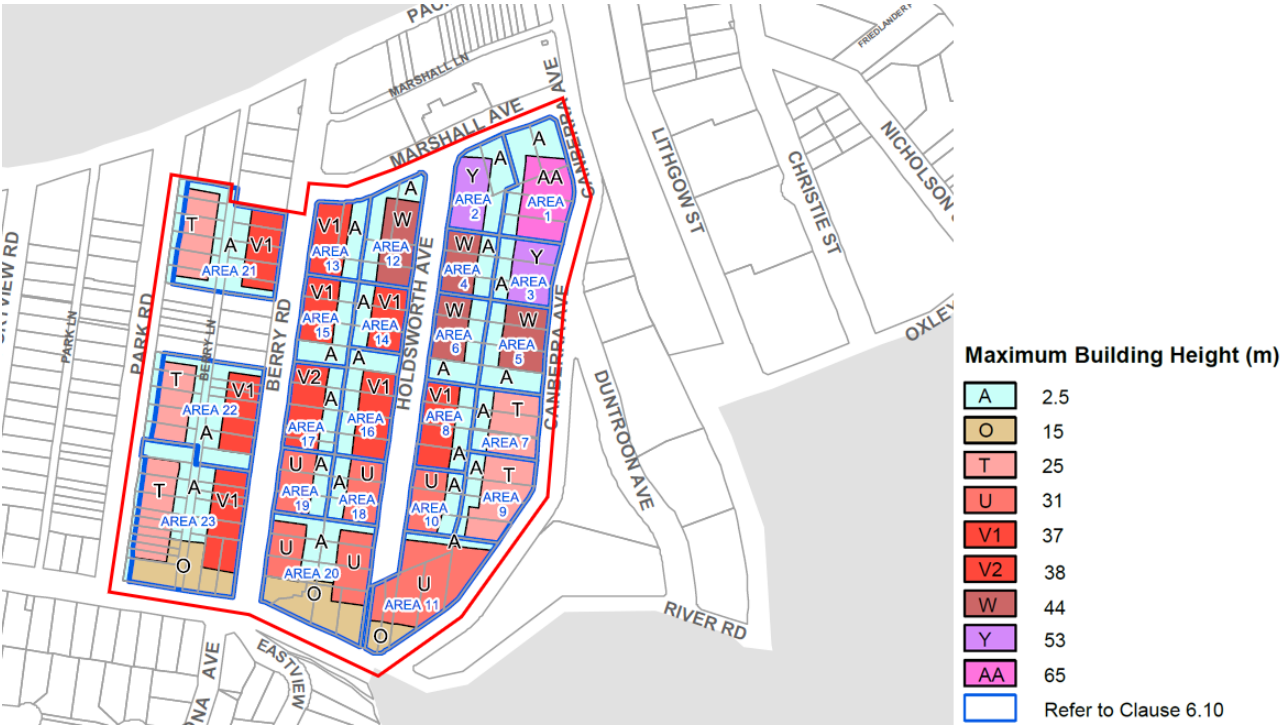 PAC
MARSHALL LN
FRIEDLANDER
MARSHALL AVE
CANBERRA AVE
CANBERRA AVE
LITHGOW ST
CHRISTIE ST
NICHOLSON S
OXLEY
PARK RD
PARK LN
BERRY LN
BERRY RD
HOLDSWORTH AVE
CANBERRA AVE
DUNTROON AVE
RIVER RD
EASTVIEW
NA AVE
A
AA
AREA
1
Y
AREA
2
A
Y
AREA
3
A
W
AREA
4
A
W
AREA
5
A
W
AREA
6
A
T
AREA 7
A
V1
AREA
8
A
T
AREA
9
A
U
AREA
10
A
A
U
AREA 11
O
A
W
AREA
12
V1
AREA
13
A
V1
AREA
14
A
V1
AREA
15
A
A
V1
AREA
16
V2
AREA
17
A
U
AREA
18
A
U
AREA
19
A
U
A
U
AREA 20
O
T
A
V1
AREA 21
T
V1
AREA 22
A
T
A
V1
AREA 23
O
Maximum Building Height (m)
A 2.5
O 15
T 25
U 31
V1 37
V2 38
W 44
Y 53
AA 65
Refer to Clause 6.10